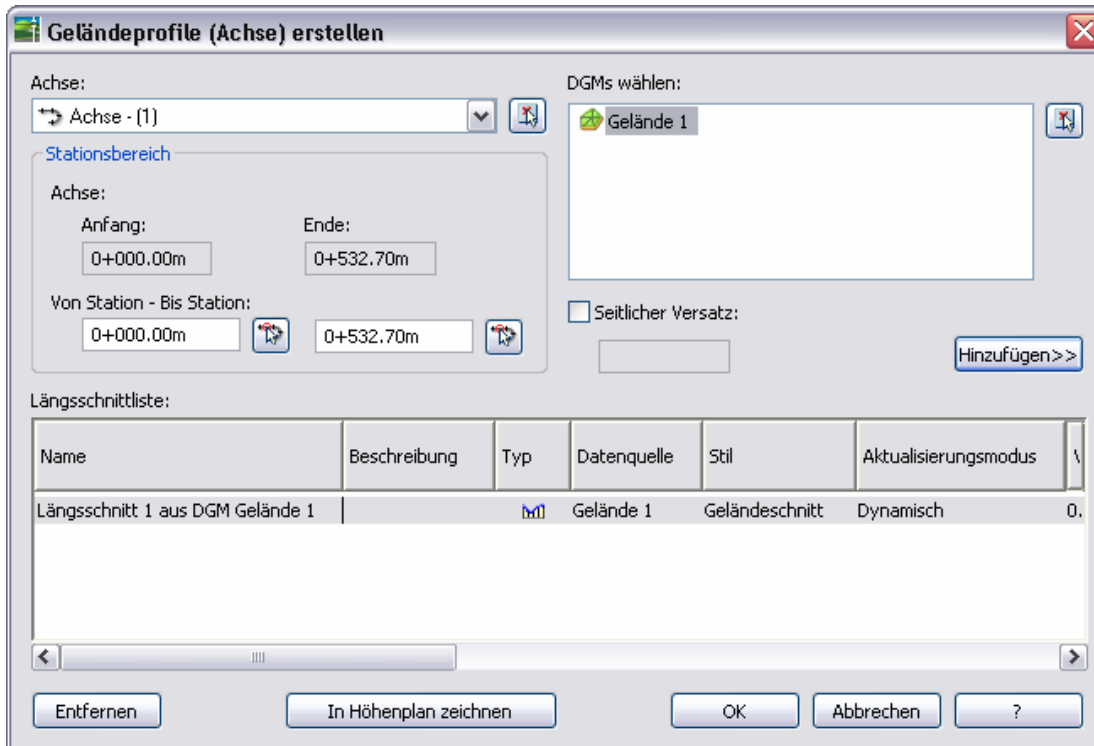 Geländeprofile (Achse) erstellen
Achse:
Achse - (1)
DGMs wählen:
Gelände 1
Stationsbereich
Achse:
Anfang: Ende:
0+000.00m 0+532.70m
Von Station - Bis Station:
0+000.00m 0+532.70m
Seitlicher Versatz:
Hinzufügen>>
Längsschnittliste:
Name Beschreibung Typ Datenquelle Stil Aktualisierungsmodus
Längsschnitt 1 aus DGM Gelände 1 Gelände 1 Geländeschnitt Dynamisch 0.
Entfernen In Höhenplan zeichnen OK Abbrechen ?